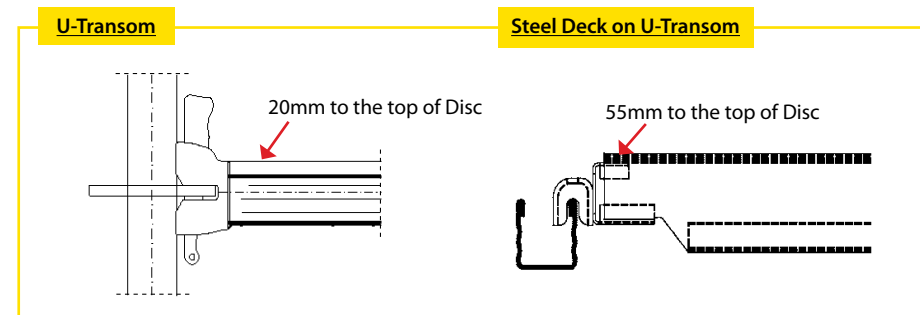 U-Transom
Steel Deck on U-Transom
20mm to the top of Disc
55mm to the top of Disc